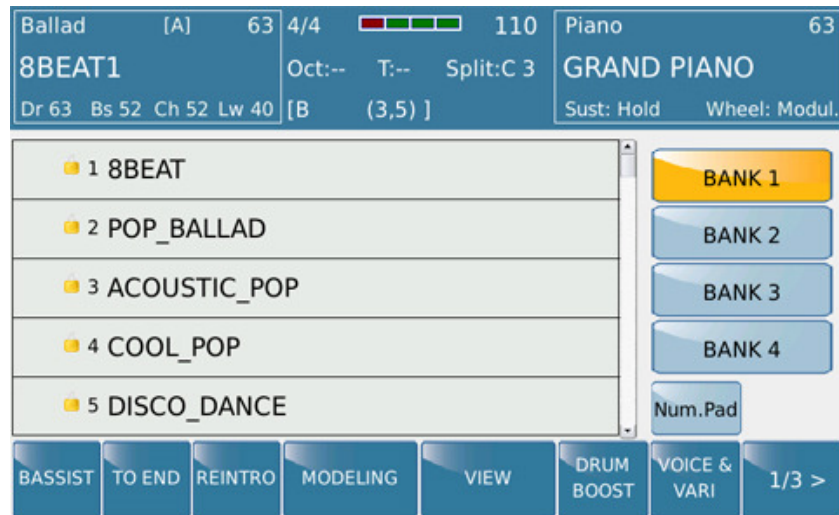 Ballad [A] 63 4/4 110 Piano 63
8BEAT1 Oct:-- T:-- Split:C 3 GRAND PIANO
Dr 63 Bs 52 Ch 52 Lw 40 [B (3,5) ] Sust: Hold Wheel: Modul.
1 8BEAT
BANK 1
2 POP_BALLAD
BANK 2
3 ACOUSTIC_POP
BANK 3
4 COOL_POP
BANK 4
5 DISCO_DANCE
Num.Pad
BASSIST TO END REINTRO MODELING VIEW DRUM BOOST VOICE & VARI 1/3 >